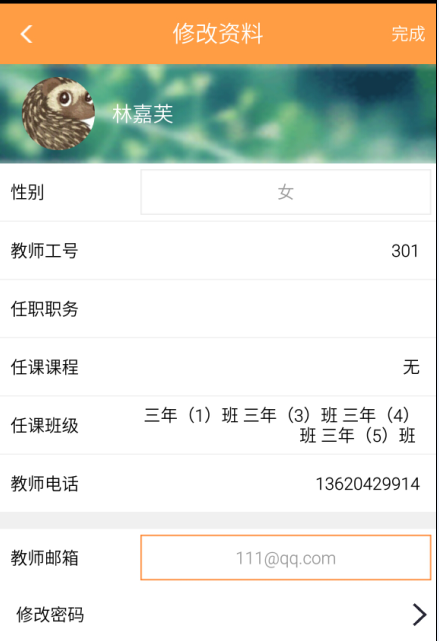 修改资料 完成
林嘉芙
性别 女
教师工号 301
任职职务
任课课程 无
任课班级 三年（1）班 三年（3）班 三年（4）
班 三年（5）班
教师电话 13620429914
教师邮箱 111@qq.com
修改密码